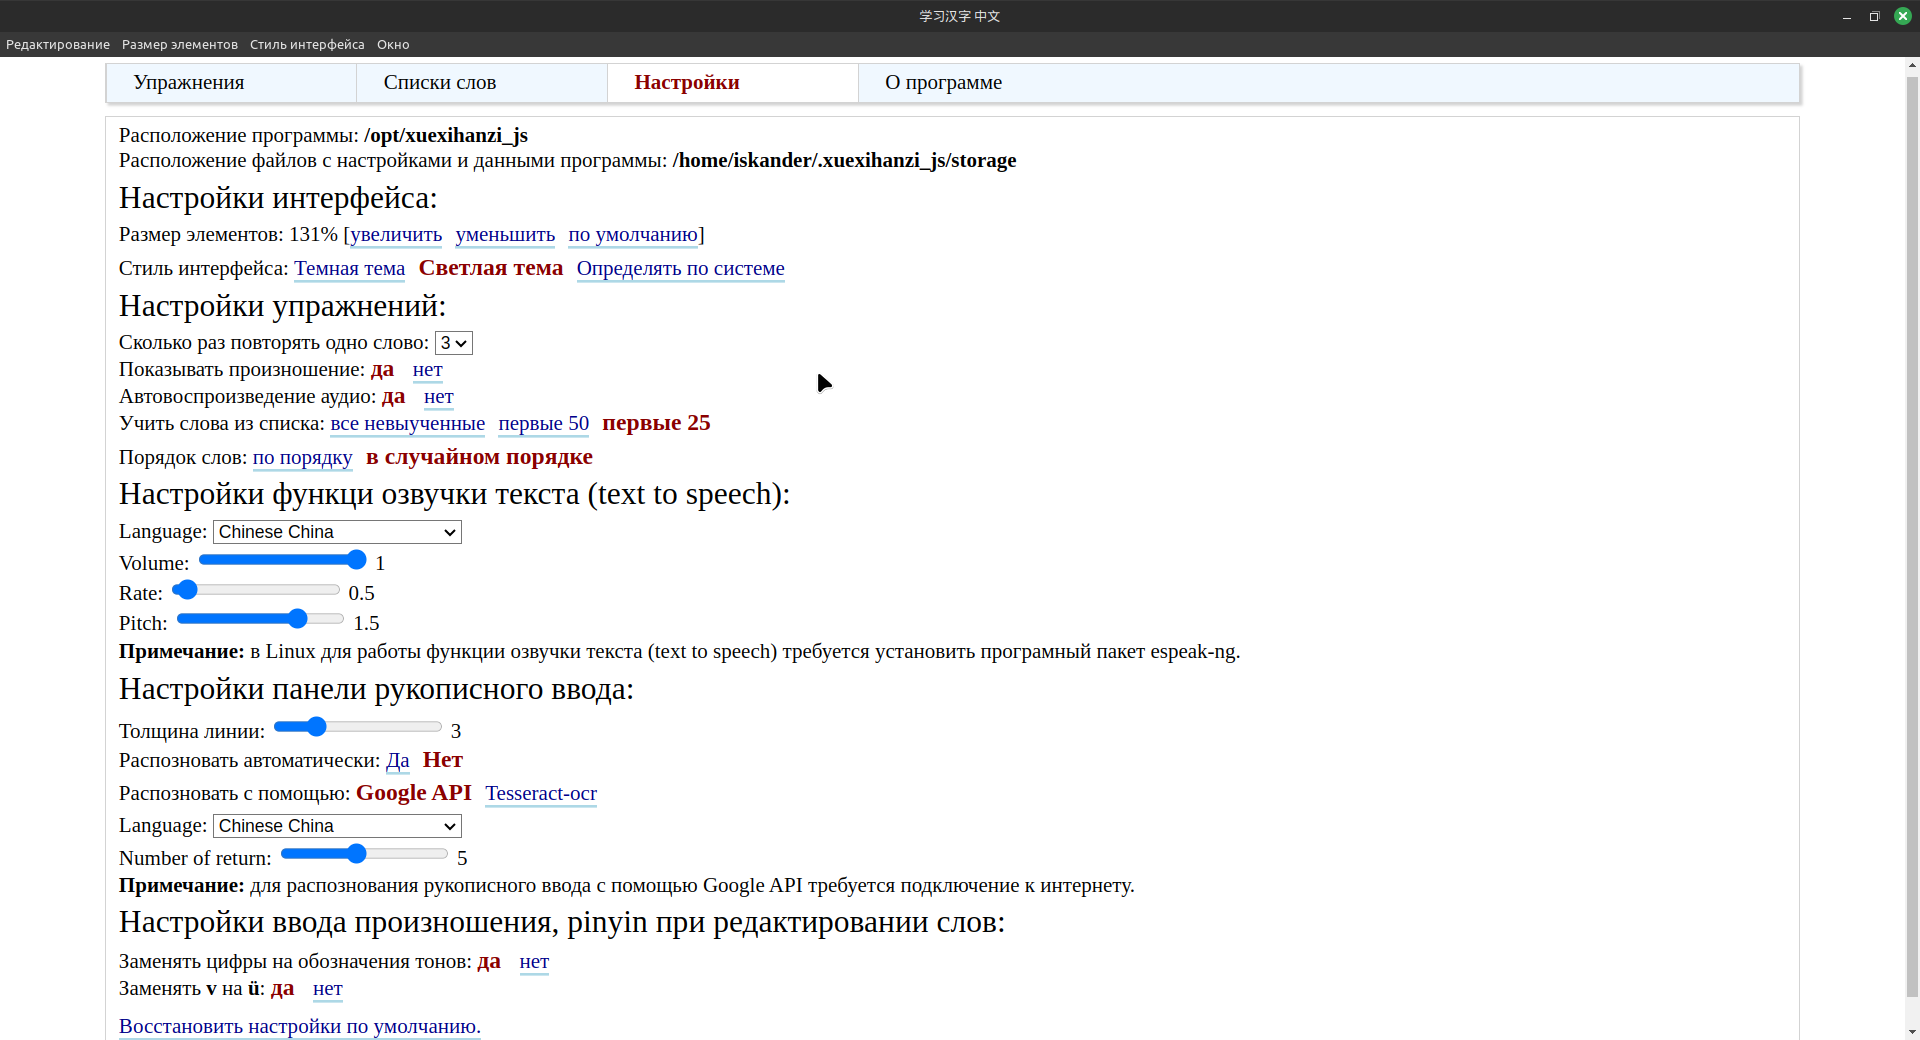 学习汉字 中文
Редактирование Размер элементов Стиль интерфейса Окно
Упражнения Списки слов Настройки О программе
Расположение программы: /opt/xuexihanzi_js
Расположение файлов с настройками и данными программы: /home/iskander/.xuexihanzi_js/storage
Настройки интерфейса:
Размер элементов: 131% [увеличить уменьшить по умолчанию]
Стиль интерфейса: Темная тема Светлая тема Определять по системе
Настройки упражнений:
Сколько раз повторять одно слово: 3
Показывать произношение: да нет
Автовоспроизведение аудио: да нет
Учить слова из списка: все невыученные первые 50 первые 25
Порядок слов: по порядку в случайном порядке
Настройки функци озвучки текста (text to speech):
Language: Chinese China
Volume: 1
Rate: 0.5
Pitch: 1.5
Примечание: в Linux для работы функции озвучки текста (text to speech) требуется установить програмный пакет espeak-ng.
Настройки панели рукописного ввода:
Толщина линии: 3
Распозновать автоматически: Да Нет
Распозновать с помощью: Google API Tesseract-ocr
Language: Chinese China
Number of return: 5
Примечание: для распознования рукописного ввода с помощью Google API требуется подключение к интернету.
Настройки ввода произношения, pinyin при редактировании слов:
Заменять цифры на обозначения тонов: да нет
Заменять v на ü: да нет
Восстановить настройки по умолчанию.